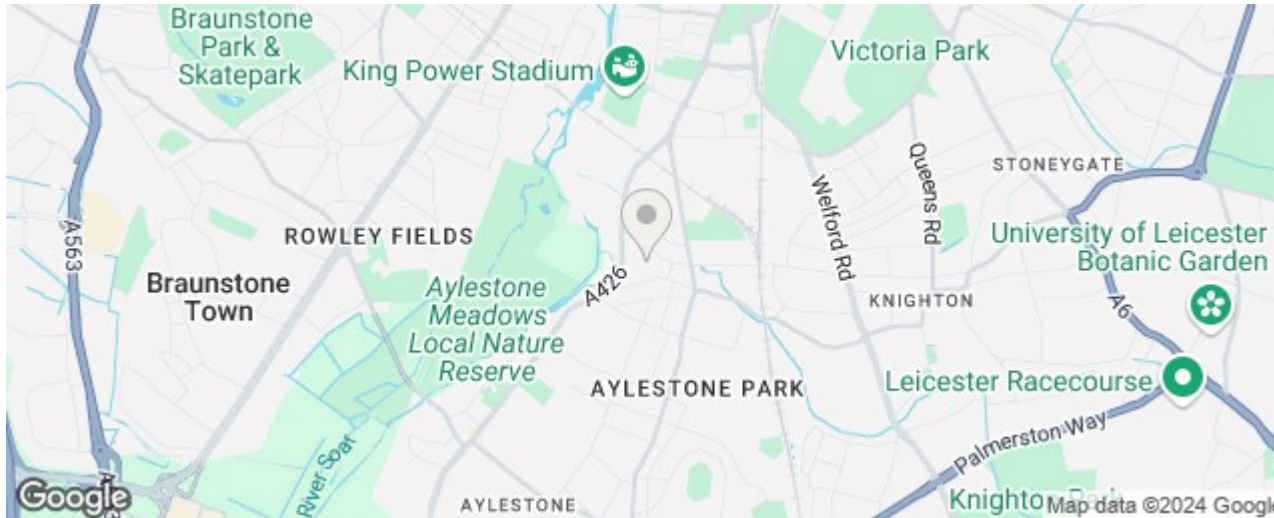 Braunstone
Park &
Skatepark
King Power Stadium
Victoria Park
Queens Rd
STONEYGATE
Welford Rd
A563
ROWLEY FIELDS
University of Leicester
Botanic Garden
Braunstone
Town
A426
Aylestone
Meadows
Local Nature
Reserve
KNIGHTON
A6
AYLESTONE PARK
Leicester Racecourse
Palmerston Way
River Soar
AYLESTONE
Google
Map data ©2024 Google